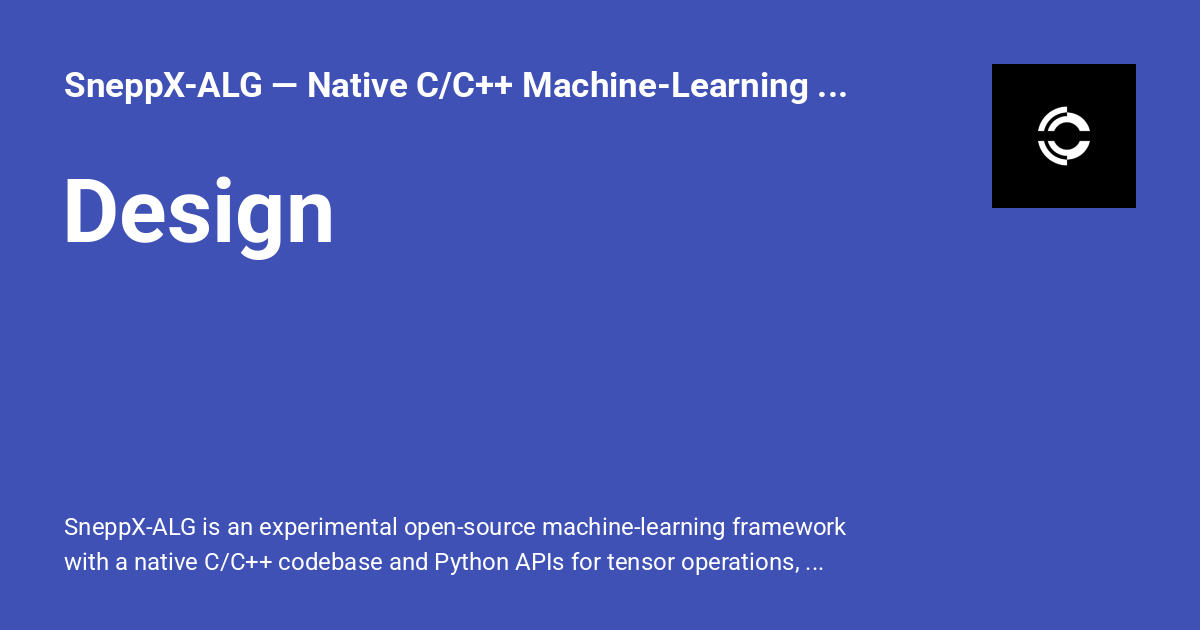 SneppX-ALG — Native C/C++ Machine-Learning ...
Design
SneppX-ALG is an experimental open-source machine-learning framework
with a native C/C++ codebase and Python APIs for tensor operations, ...